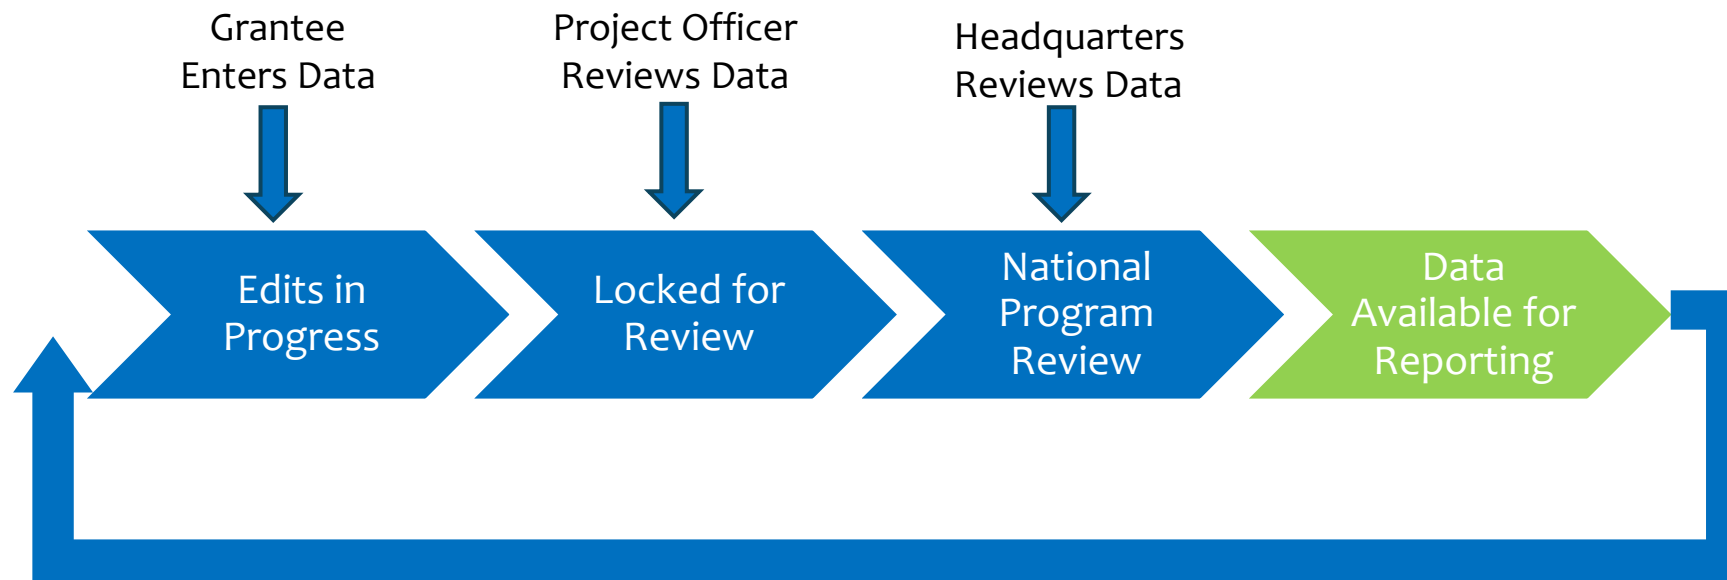 Grantee
Enters Data
Project Officer
Reviews Data
Headquarters
Reviews Data
Edits in
Progress
Locked for
Review
National
Program
Review
Data
Available for
Reporting